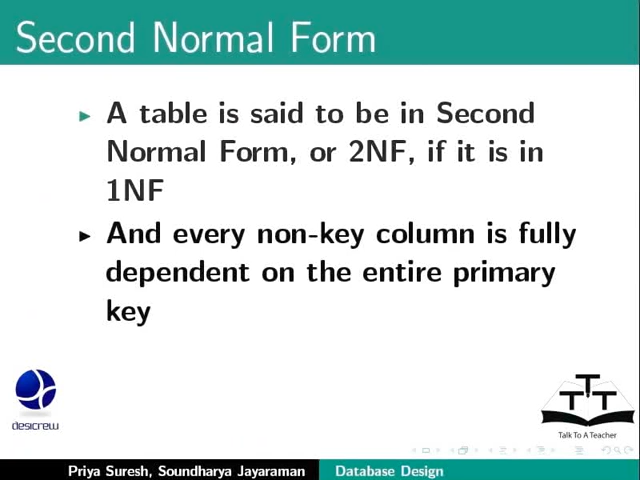 Second Normal Form
A table is said to be in Second
Normal Form, or 2NF, if it is in
1NF
And every non-key column is fully
dependent on the entire primary
key
desicrew
TTT
Talk To A Teacher
Priya Suresh, Soundharya Jayaraman Database Design